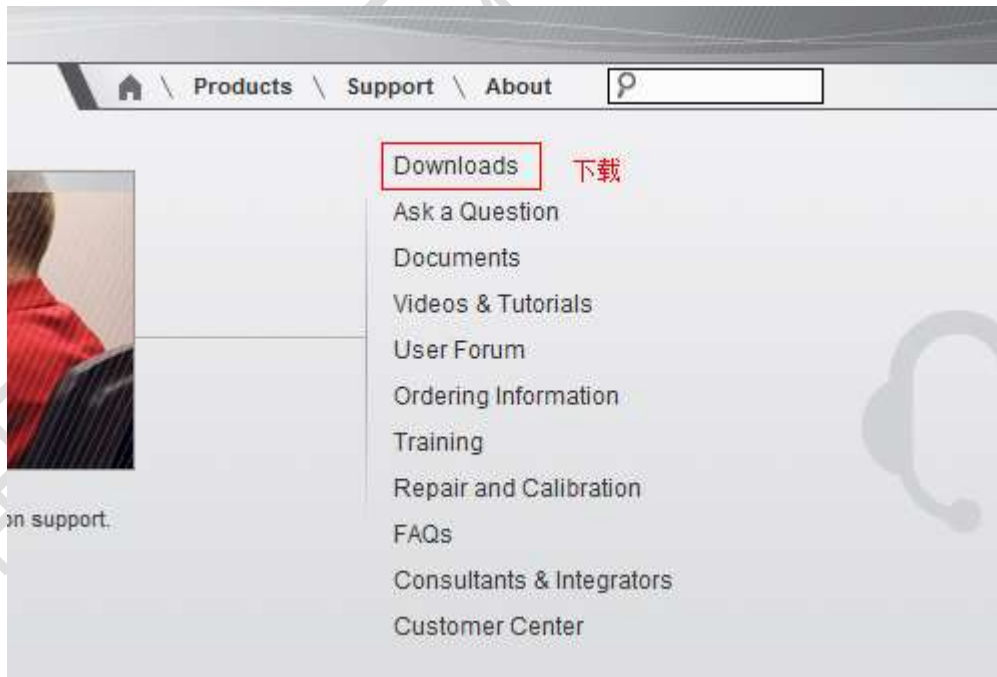 Products \ Support \ About
Downloads 下载
Ask a Question
Documents
Videos & Tutorials
User Forum
Ordering Information
Training
Repair and Calibration
on support.
FAQs
Consultants & Integrators
Customer Center